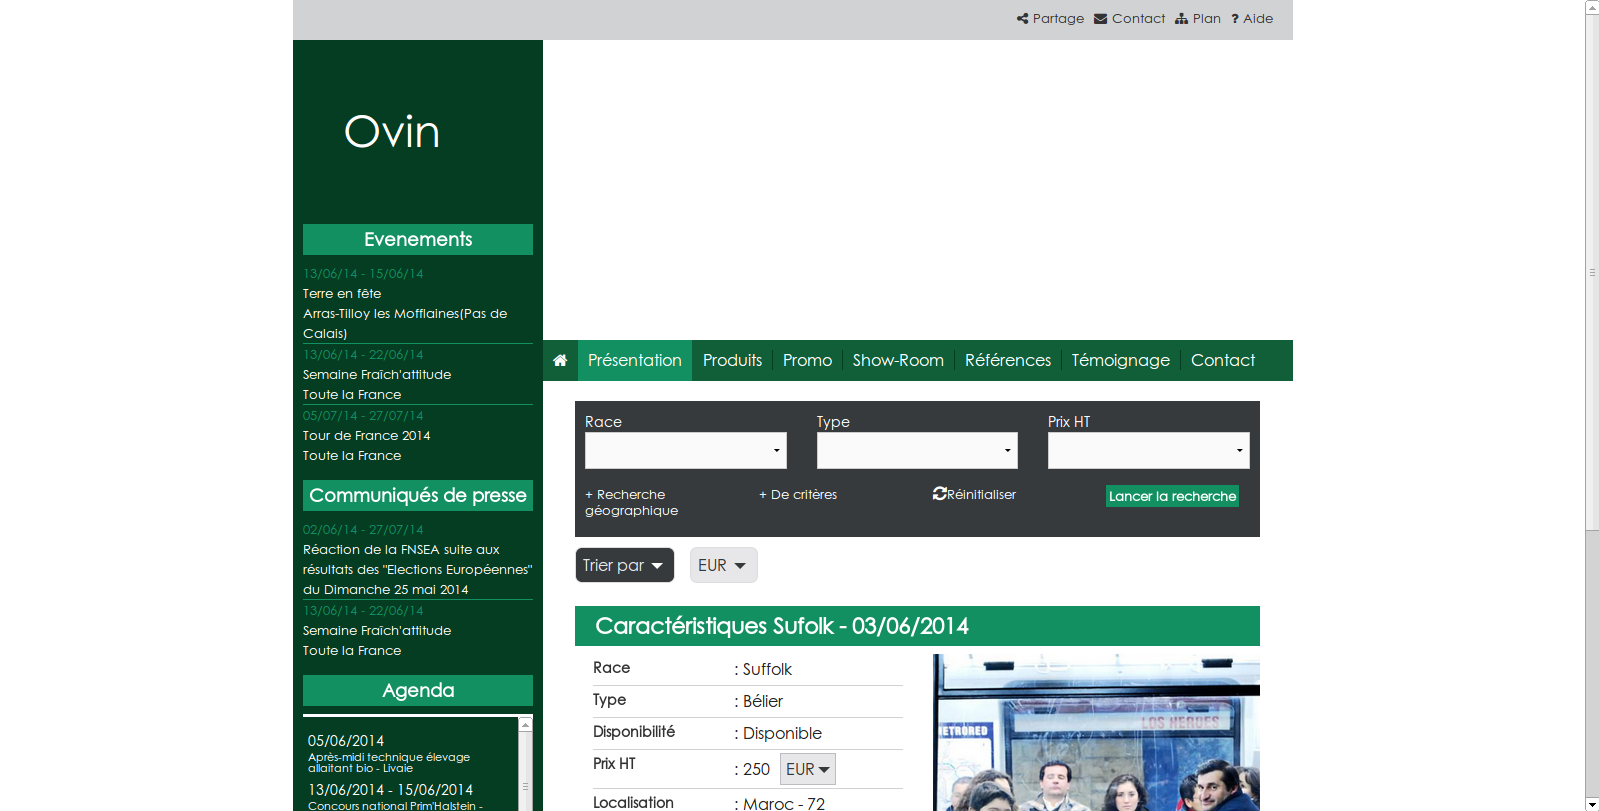 Partage Contact Plan ? Aide
Ovin
Evenements
13/06/14 - 15/06/14
Terre en fête
Arras-Tilloy les Mofflaines(Pas de
Calais)
13/06/14 - 22/06/14
Semaine Fraîch'attitude
Toute la France
05/07/14 - 27/07/14
Tour de France 2014
Toute la France
Communiqués de presse
02/06/14 - 27/07/14
Réaction de la FNSEA suite aux
résultats des "Elections Européennes"
du Dimanche 25 mai 2014
13/06/14 - 22/06/14
Semaine Fraîch'attitude
Toute la France
Agenda
05/06/2014
Après-midi technique élevage
allaitant bio - Livaie
13/06/2014 - 15/06/2014
Concours national Prim'Halstein -
Présentation Produits Promo Show-Room Références Témoignage Contact
Race Type Prix HT
+ Recherche
géographique
+ De critères
Réinitialiser
Lancer la recherche
Trier par EUR
Caractéristiques Sufolk - 03/06/2014
Race : Suffolk
Type : Bélier
Disponibilité : Disponible
Prix HT : 250 EUR
Localisation : Maroc - 72
LOS HEROES
METRORED